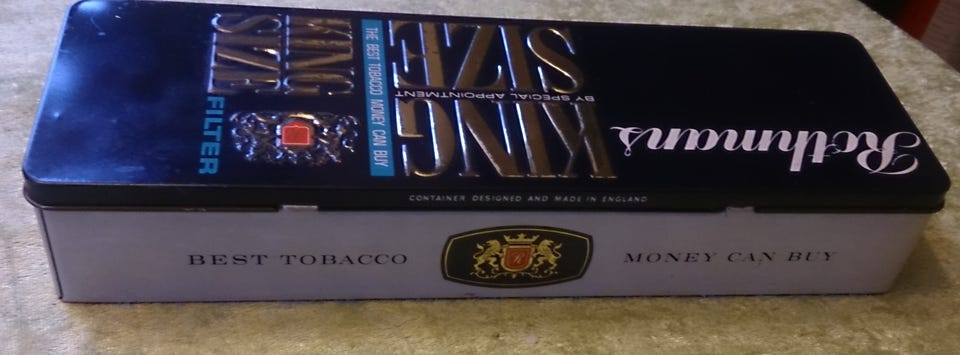 Rothmans
KING
SIZE
BY SPECIAL APPOINTMENT
THE BEST TOBACCO MONEY CAN BUY
KING
SIZE
FILTER
CONTAINER DESIGNED AND MADE IN ENGLAND
BEST TOBACCO R MONEY CAN BUY